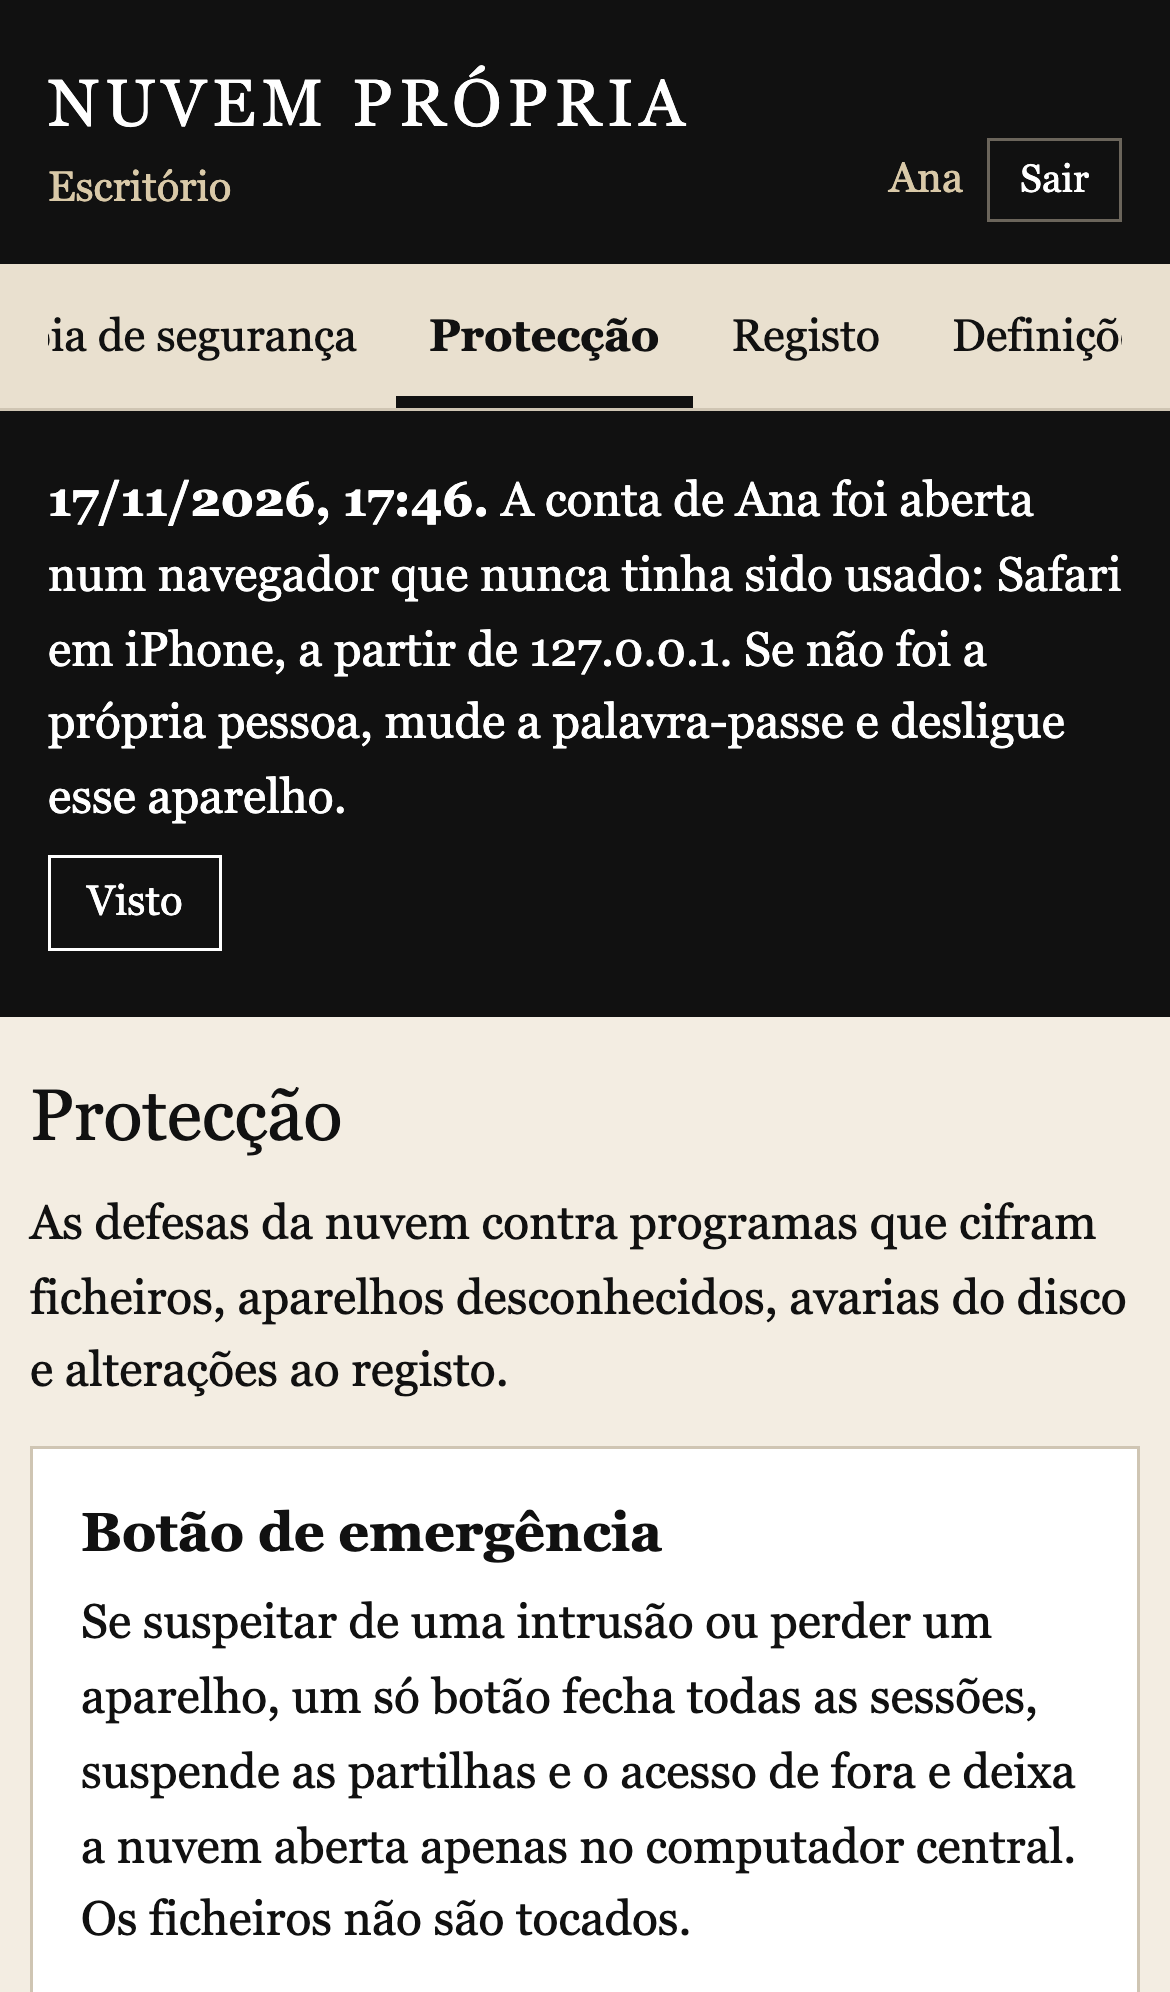 NUVEM PRÓPRIA
Escritório
Ana
Sair
de segurança
Protecção
Registo
17/11/2026, 17:46. A conta de Ana foi aberta
num navegador que nunca tinha sido usado: Safari
em iPhone, a partir de 127.0.0.1. Se não foi a
própria pessoa, mude a palavra-passe e desligue
esse aparelho.
Visto
Protecção
As defesas da nuvem contra programas que cifram
ficheiros, aparelhos desconhecidos, avarias do disco
e alterações ao registo.
Botão de emergência
Se suspeitar de uma intrusão ou perder um
aparelho, um só botão fecha todas as sessões,
suspende as partilhas e o acesso de fora e deixa
a nuvem aberta apenas no computador central.
Os ficheiros não são tocados.